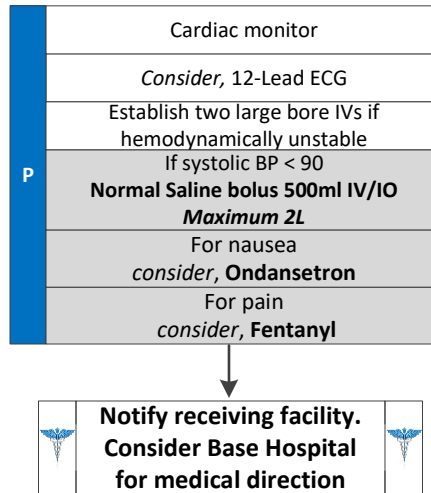 P
Cardiac monitor
Consider, 12-Lead ECG
Establish two large bore IVs if
hemodynamically unstable
If systolic BP < 90
Normal Saline bolus 500ml IV/IO
Maximum 2L
For nausea
consider, Ondansetron
For pain
consider, Fentanyl
Notify receiving facility.
Consider Base Hospital
for medical direction